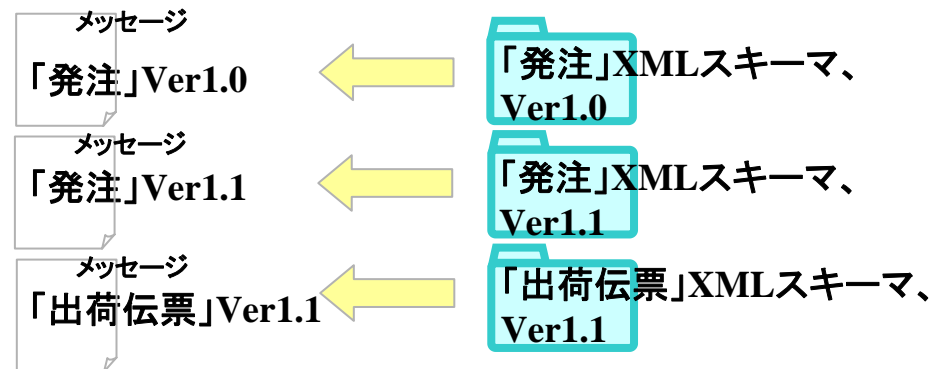 メッセージ
「発注」Ver1.0
「発注」XMLスキーマ、
Ver1.0
メッセージ
「発注」Ver1.1
「発注」XMLスキーマ、
Ver1.1
メッセージ
「出荷伝票」Ver1.1
「出荷伝票」XMLスキーマ、
Ver1.1